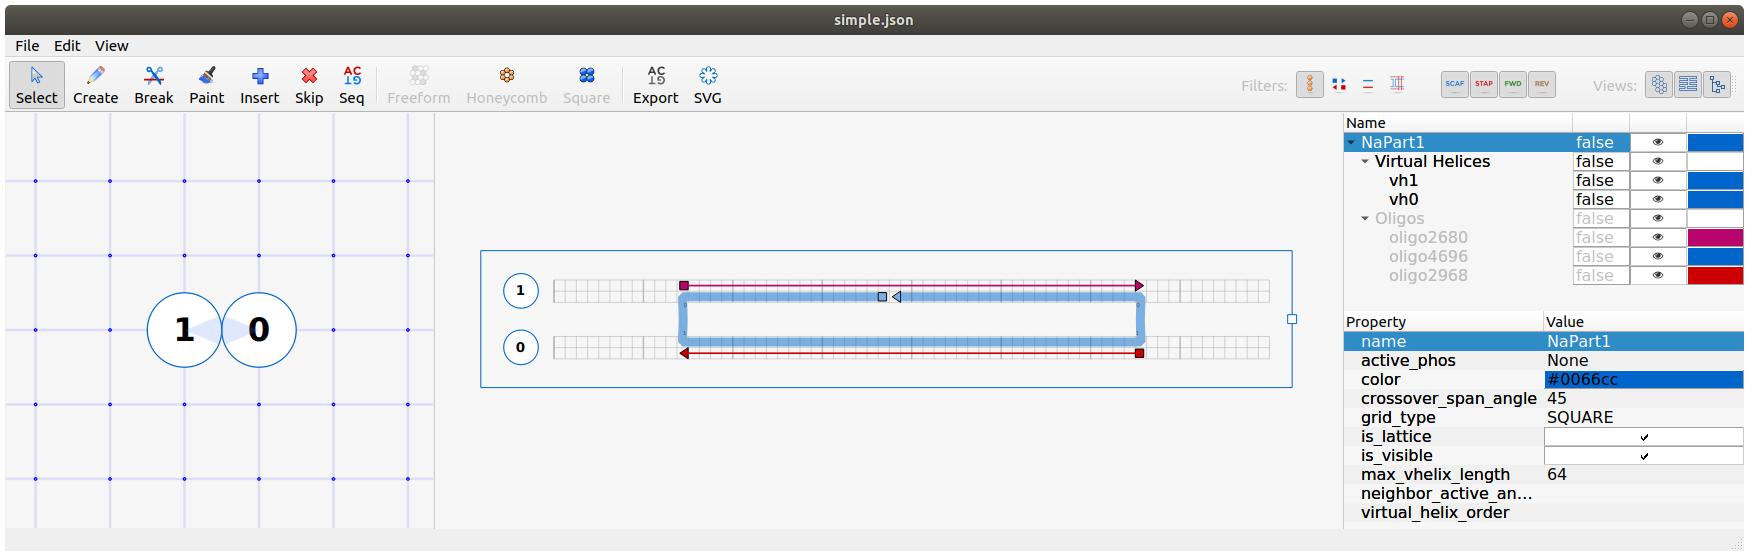 simple.json
File Edit View
Select Create Break Paint Insert Skip Seq Freeform Honeycomb Square Export SVG Filters: SCAF STAP FWD REV Views:
Name
NaPart1 false
Virtual Helices false
vh1 false
vh0 false
Oligos false
oligo2680 false
oligo4696 false
oligo2968 false
1
0
1 0
Property Value
name NaPart1
active_phos None
color #0066cc
crossover_span_angle 45
grid_type SQUARE
is_lattice
is_visible
max_vhelix_length 64
neighbor_active_an...
virtual_helix_order